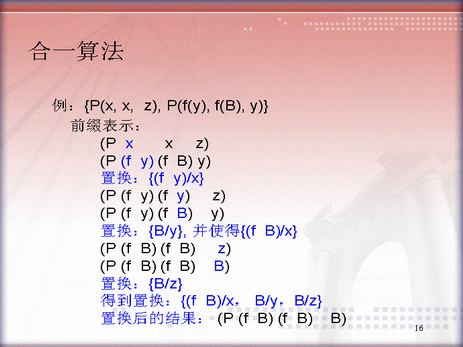 合一算法
例：{P(x, x, z), P(f(y), f(B), y)}
前缀表示：
(P x x z)
(P (f y) (f B) y)
置换：{(f y)/x}
(P (f y) (f y) z)
(P (f y) (f B) y)
置换：{B/y}, 并使得{(f B)/x}
(P (f B) (f B) z)
(P (f B) (f B) B)
置换：{B/z}
得到置换：{(f B)/x， B/y，B/z}
置换后的结果： (P (f B) (f B) B)
16